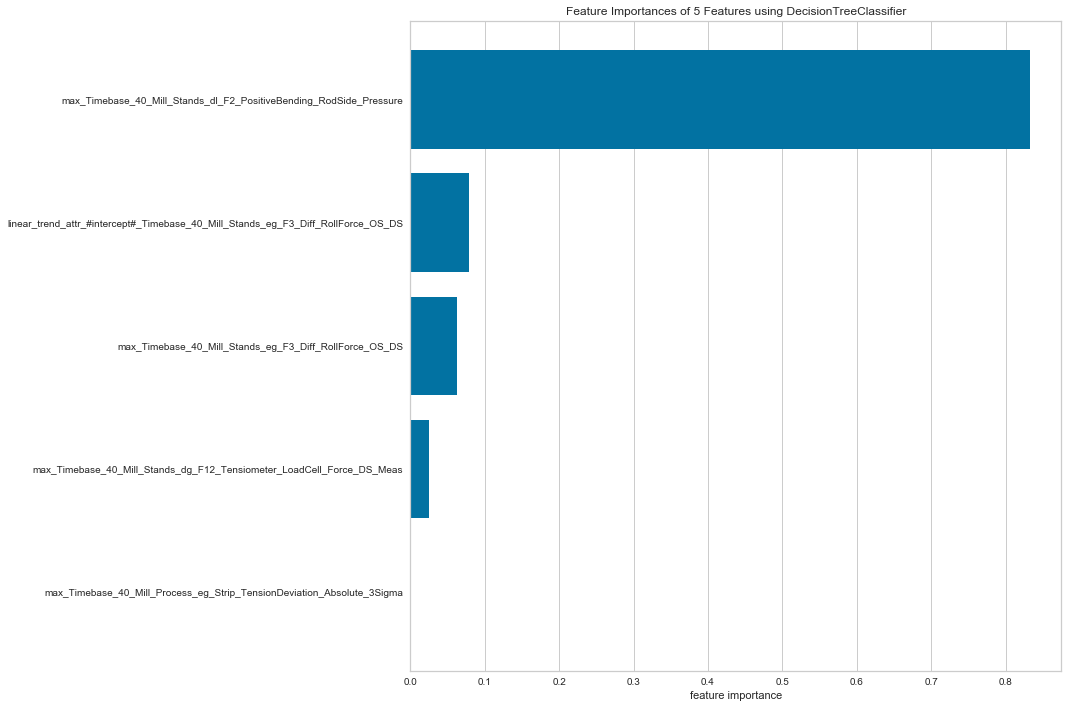 Feature Importances of 5 Features using DecisionTreeClassifier
max_Timebase_40_Mill_Stands_dl_F2_PositiveBending_RodSide_Pressure
linear_trend_attr_#intercept#_Timebase_40_Mill_Stands_eg_F3_Diff_RollForce_OS_DS
max_Timebase_40_Mill_Stands_eg_F3_Diff_RollForce_OS_DS
max_Timebase_40_Mill_Stands_dg_F12_Tensiometer_LoadCell_Force_DS_Meas
max_Timebase_40_Mill_Process_eg_Strip_TensionDeviation_Absolute_3Sigma
0.0 0.1 0.2 0.3 0.4 0.5 0.6 0.7 0.8
feature importance